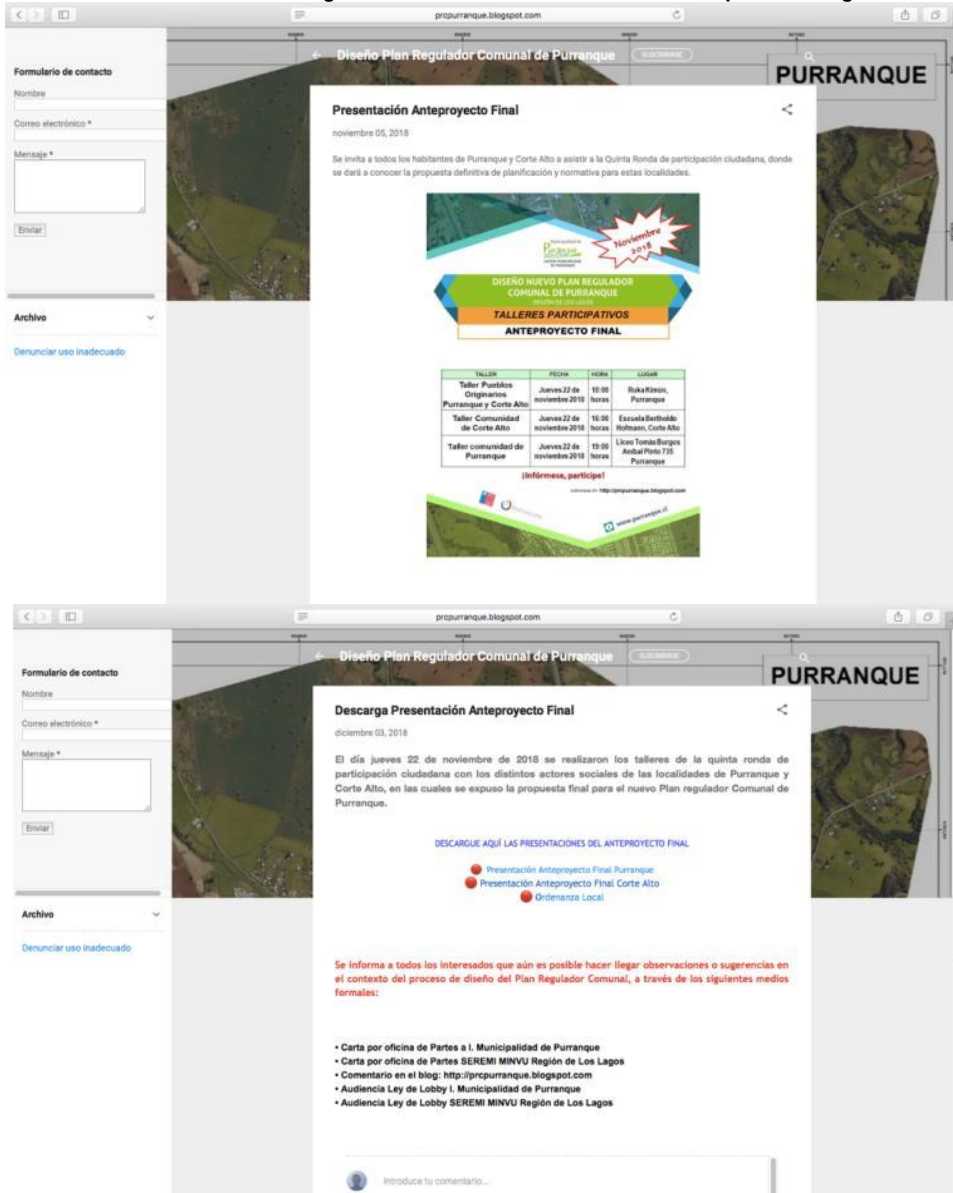 prcpurranque.blogspot.com
Diseño Plan Regulador Comunal de Purranque
SUSCRIBIRSE
PURRANQUE
Formulario de contacto
Nombre
Correo electrónico *
Mensaje *
Enviar
Archivo
Denunciar uso inadecuado
Presentación Anteproyecto Final
noviembre 05, 2018
Se invita a todos los habitantes de Purranque y Corte Alto a asistir a la Quinta Ronda de participación ciudadana, donde
se dará a conocer la propuesta definitiva de planificación y normativa para estas localidades.
Noviembre
2018
Municipalidad de
Purranque
DISEÑO NUEVO PLAN REGULADOR
COMUNAL DE PURRANQUE
REGIÓN DE LOS LAGOS
TALLERES PARTICIPATIVOS
ANTEPROYECTO FINAL
TALLER FECHA HORA LUGAR
Taller Pueblos Originarios Purranque y Corte Alto Jueves 22 de noviembre 2018 10:00 horas Ruka Kimün, Purranque
Taller Comunidad de Corte Alto Jueves 22 de noviembre 2018 16:00 horas Escuela Bertholdo Hofmann, Corte Alto
Taller comunidad de Purranque Jueves 22 de noviembre 2018 19:00 horas Liceo Tomás Burgos Anibal Pinto 735 Purranque
¡Infórmese, participe!
http://prcpurranque.blogspot.com
www.purranque.cl
prcpurranque.blogspot.com
Diseño Plan Regulador Comunal de Purranque
SUSCRIBIRSE
PURRANQUE
Formulario de contacto
Nombre
Correo electrónico *
Mensaje *
Enviar
Archivo
Denunciar uso inadecuado
Descarga Presentación Anteproyecto Final
diciembre 03, 2018
El día jueves 22 de noviembre de 2018 se realizaron los talleres de la quinta ronda de
participación ciudadana con los distintos actores sociales de las localidades de Purranque y
Corte Alto, en las cuales se expuso la propuesta final para el nuevo Plan regulador Comunal de
Purranque.
DESCARGUE AQUÍ LAS PRESENTACIONES DEL ANTEPROYECTO FINAL
Presentación Anteproyecto Final Purranque
Presentación Anteproyecto Final Corte Alto
Ordenanza Local
Se informa a todos los interesados que aún es posible hacer llegar observaciones o sugerencias en
el contexto del proceso de diseño del Plan Regulador Comunal, a través de los siguientes medios
formales:
• Carta por oficina de Partes a I. Municipalidad de Purranque
• Carta por oficina de Partes SEREMI MINVU Región de Los Lagos
• Comentario en el blog: http://prcpurranque.blogspot.com
• Audiencia Ley de Lobby I. Municipalidad de Purranque
• Audiencia Ley de Lobby SEREMI MINVU Región de Los Lagos
Introduce tu comentario...